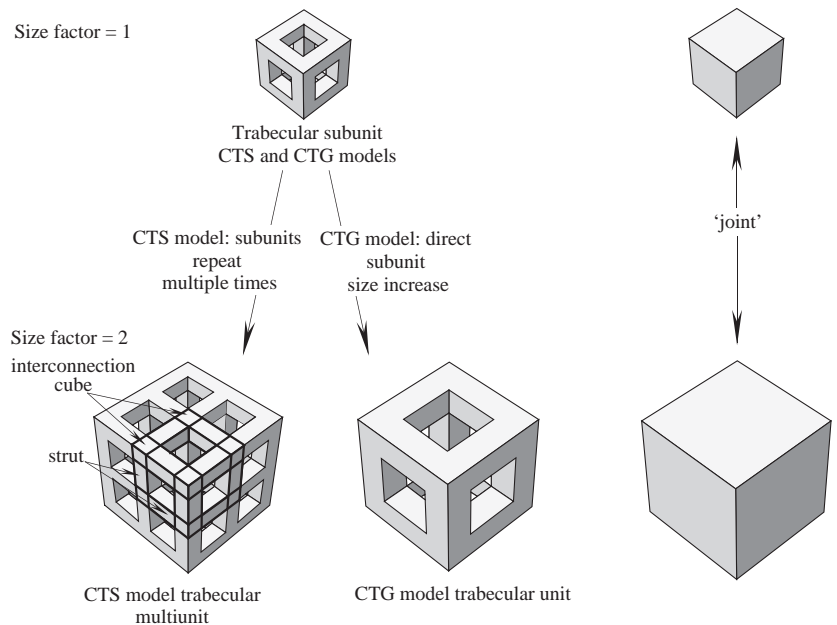 Size factor = 1
Trabecular subunit
CTS and CTG models
CTS model: subunits
repeat
multiple times
CTG model: direct
subunit
size increase
‘joint’
Size factor = 2
interconnection
cube
strut
CTS model trabecular
multiunit
CTG model trabecular unit